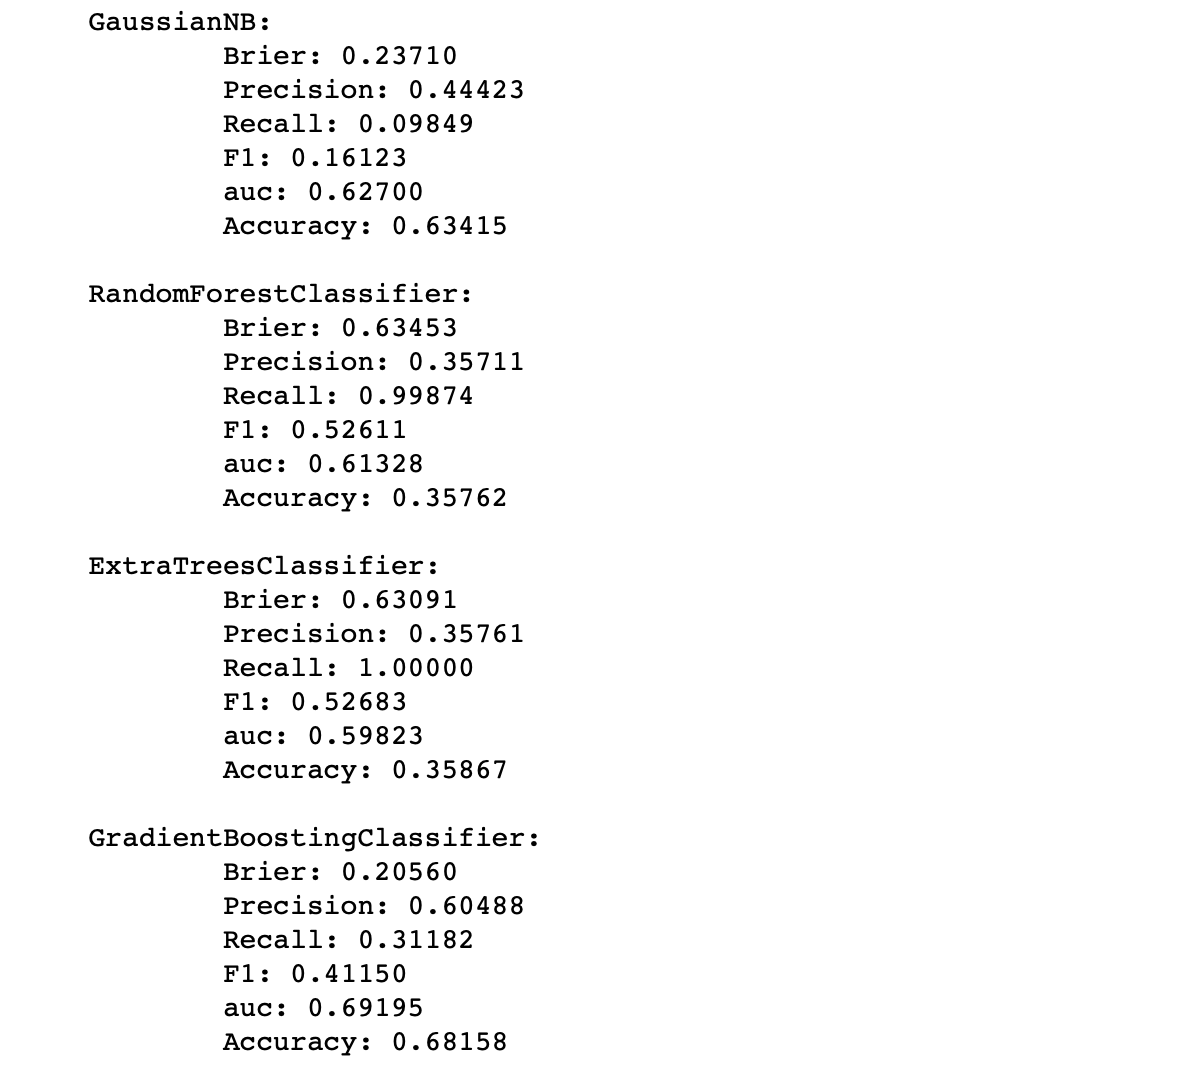 GaussianNB:
Brier: 0.23710
Precision: 0.44423
Recall: 0.09849
F1: 0.16123
auc: 0.62700
Accuracy: 0.63415
RandomForestClassifier:
Brier: 0.63453
Precision: 0.35711
Recall: 0.99874
F1: 0.52611
auc: 0.61328
Accuracy: 0.35762
ExtraTreesClassifier:
Brier: 0.63091
Precision: 0.35761
Recall: 1.00000
F1: 0.52683
auc: 0.59823
Accuracy: 0.35867
GradientBoostingClassifier:
Brier: 0.20560
Precision: 0.60488
Recall: 0.31182
F1: 0.41150
auc: 0.69195
Accuracy: 0.68158